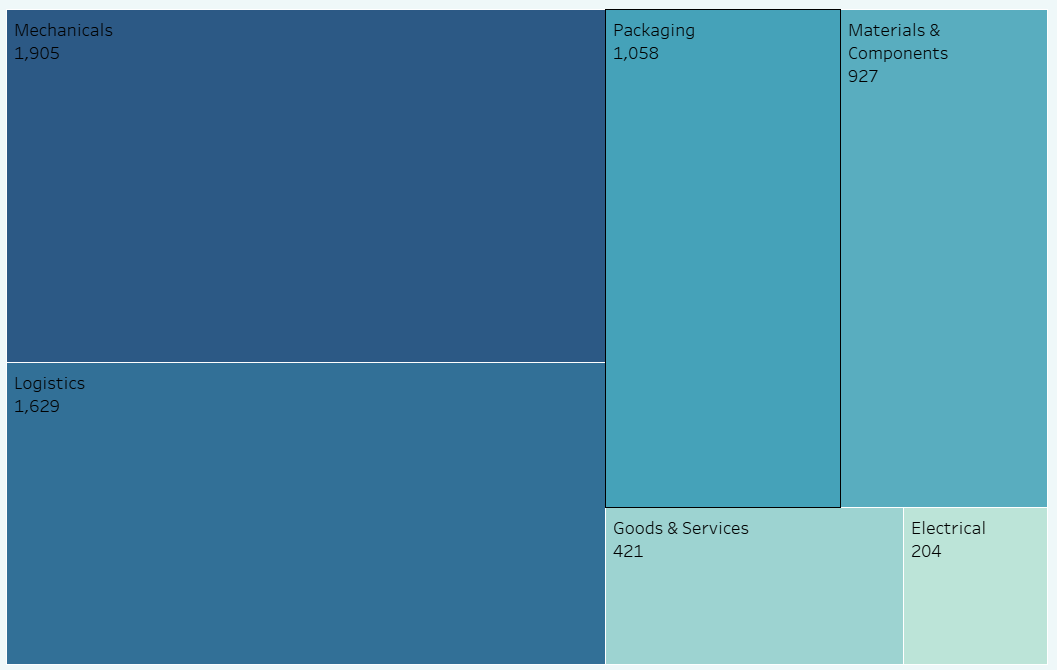 Mechanicals
1,905
Logistics
1,629
Packaging
1,058
Materials &
Components
927
Goods & Services
421
Electrical
204